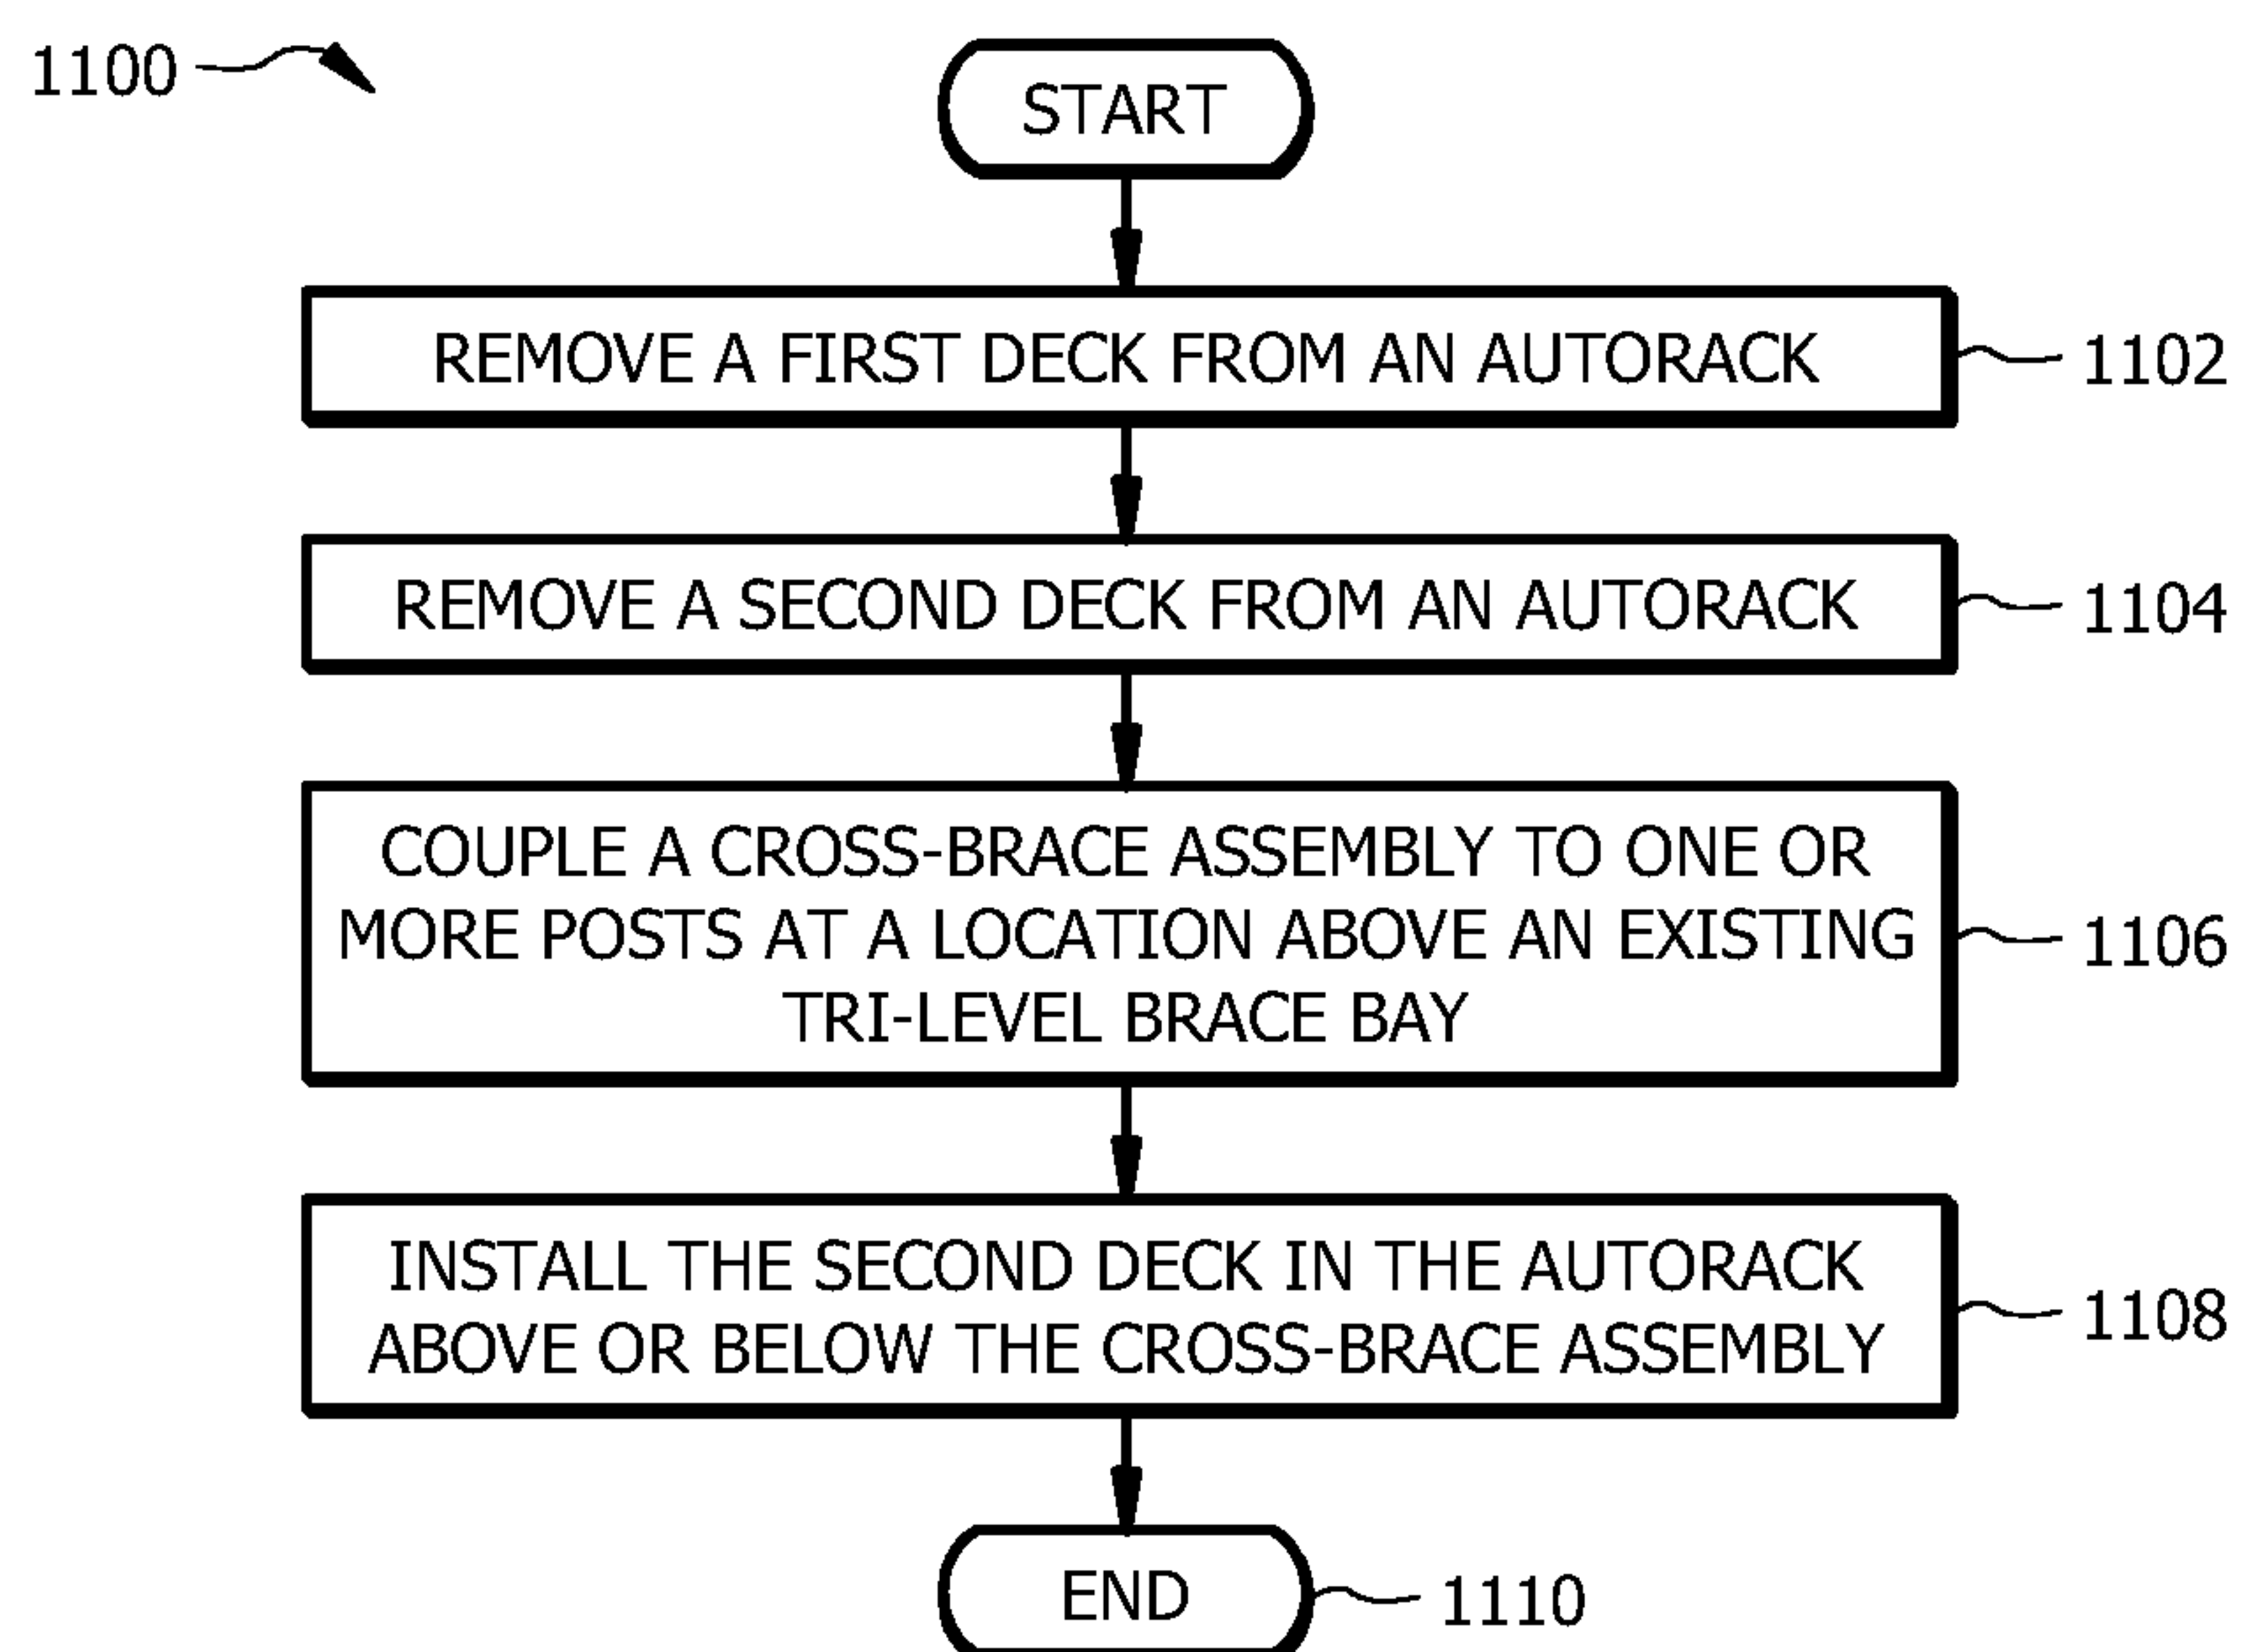 1100
START
REMOVE A FIRST DECK FROM AN AUTORACK
1102
REMOVE A SECOND DECK FROM AN AUTORACK
1104
COUPLE A CROSS-BRACE ASSEMBLY TO ONE OR
MORE POSTS AT A LOCATION ABOVE AN EXISTING
TRI-LEVEL BRACE BAY
1106
INSTALL THE SECOND DECK IN THE AUTORACK
ABOVE OR BELOW THE CROSS-BRACE ASSEMBLY
1108
END
1110